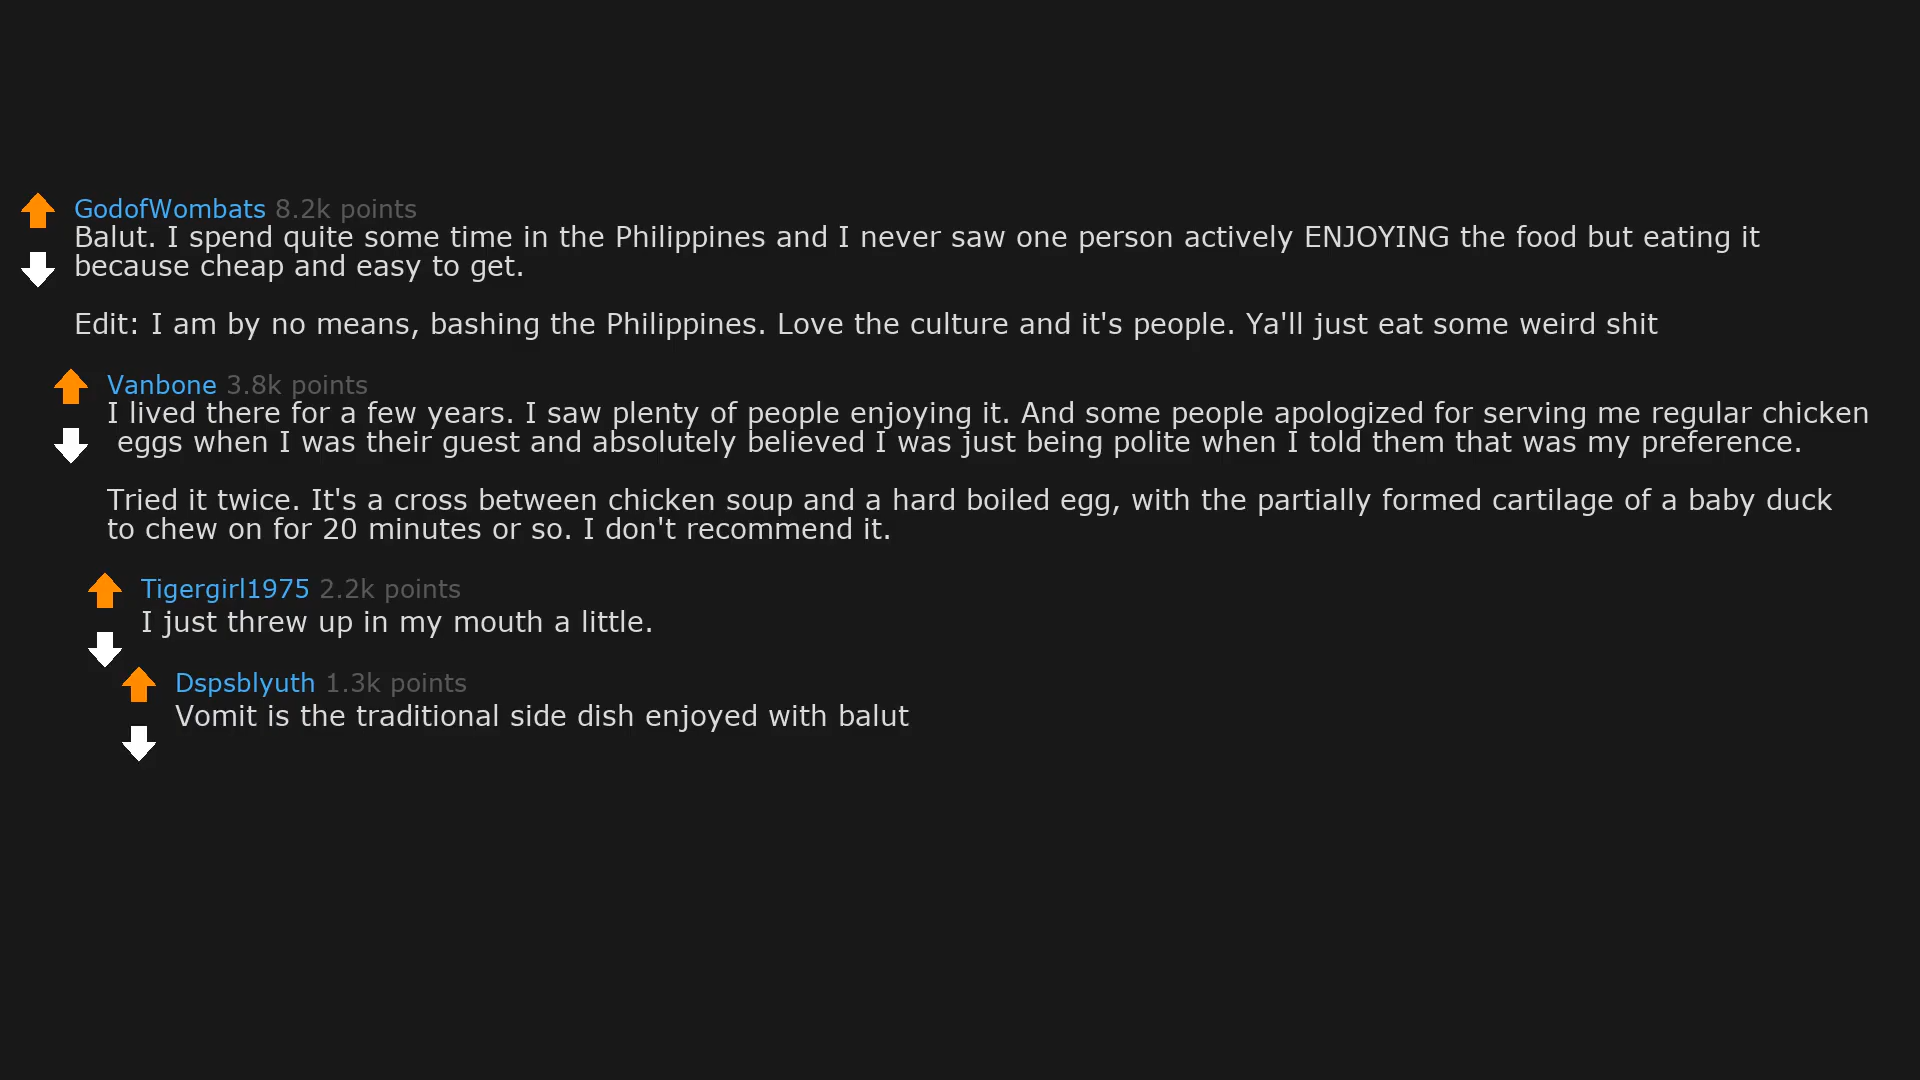 GodofWombats 8.2k points
Balut. I spend quite some time in the Philippines and I never saw one person actively ENJOYING the food but eating it
because cheap and easy to get.
Edit: I am by no means, bashing the Philippines. Love the culture and it's people. Ya'll just eat some weird shit
Vanbone 3.8k points
I lived there for a few years. I saw plenty of people enjoying it. And some people apologized for serving me regular chicken
eggs when I was their guest and absolutely believed I was just being polite when I told them that was my preference.
Tried it twice. It's a cross between chicken soup and a hard boiled egg, with the partially formed cartilage of a baby duck
to chew on for 20 minutes or so. I don't recommend it.
Tigergirl1975 2.2k points
I just threw up in my mouth a little.
Dspsblyuth 1.3k points
Vomit is the traditional side dish enjoyed with balut